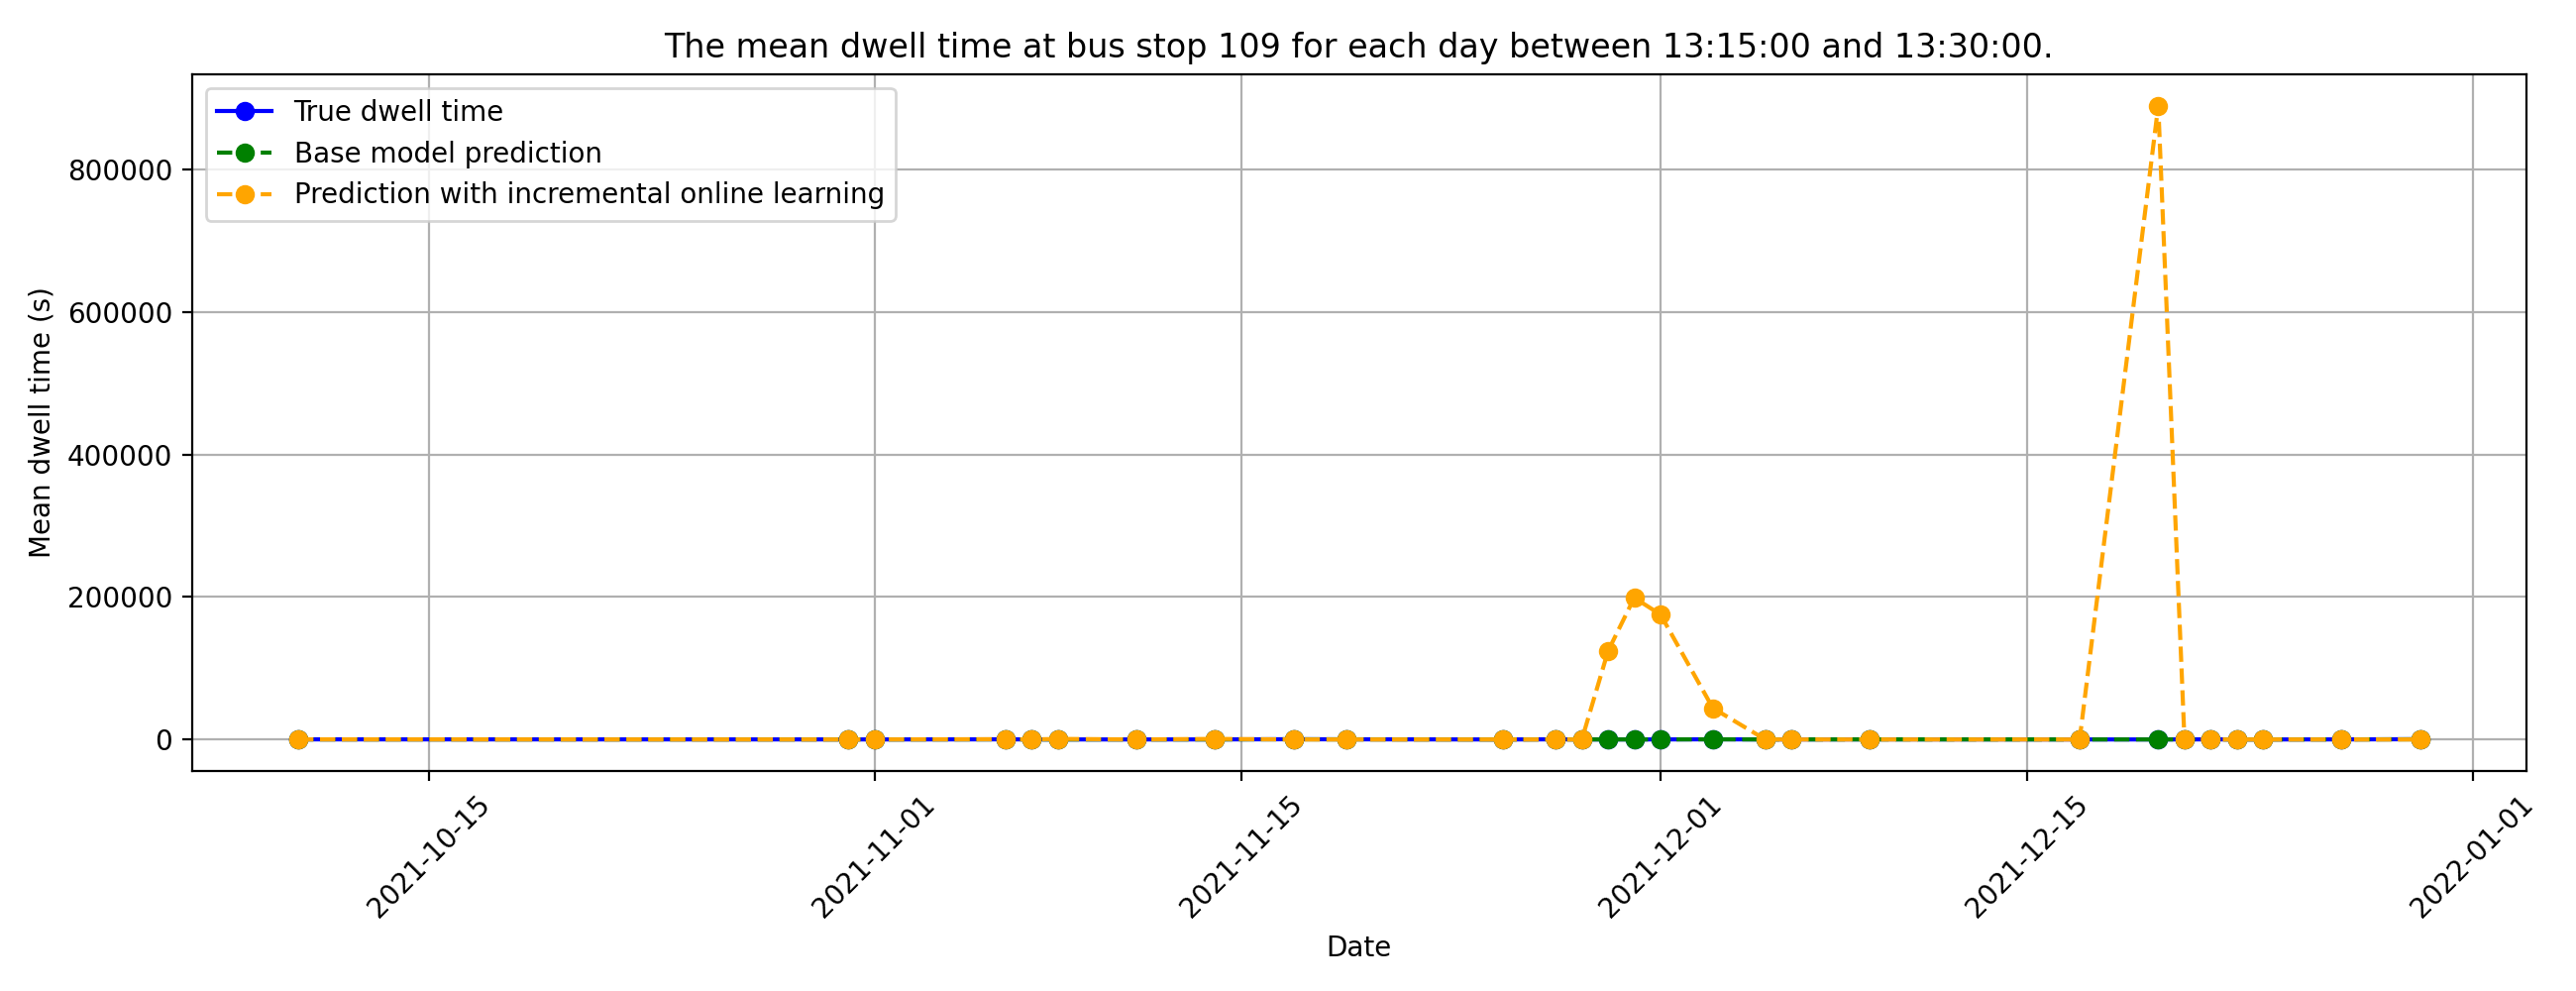 The mean dwell time at bus stop 109 for each day between 13:15:00 and 13:30:00.
True dwell time
Base model prediction
Prediction with incremental online learning
Mean dwell time (s)
800000
600000
400000
200000
0
2021-10-15
2021-11-01
2021-11-15
2021-12-01
2021-12-15
2022-01-01
Date